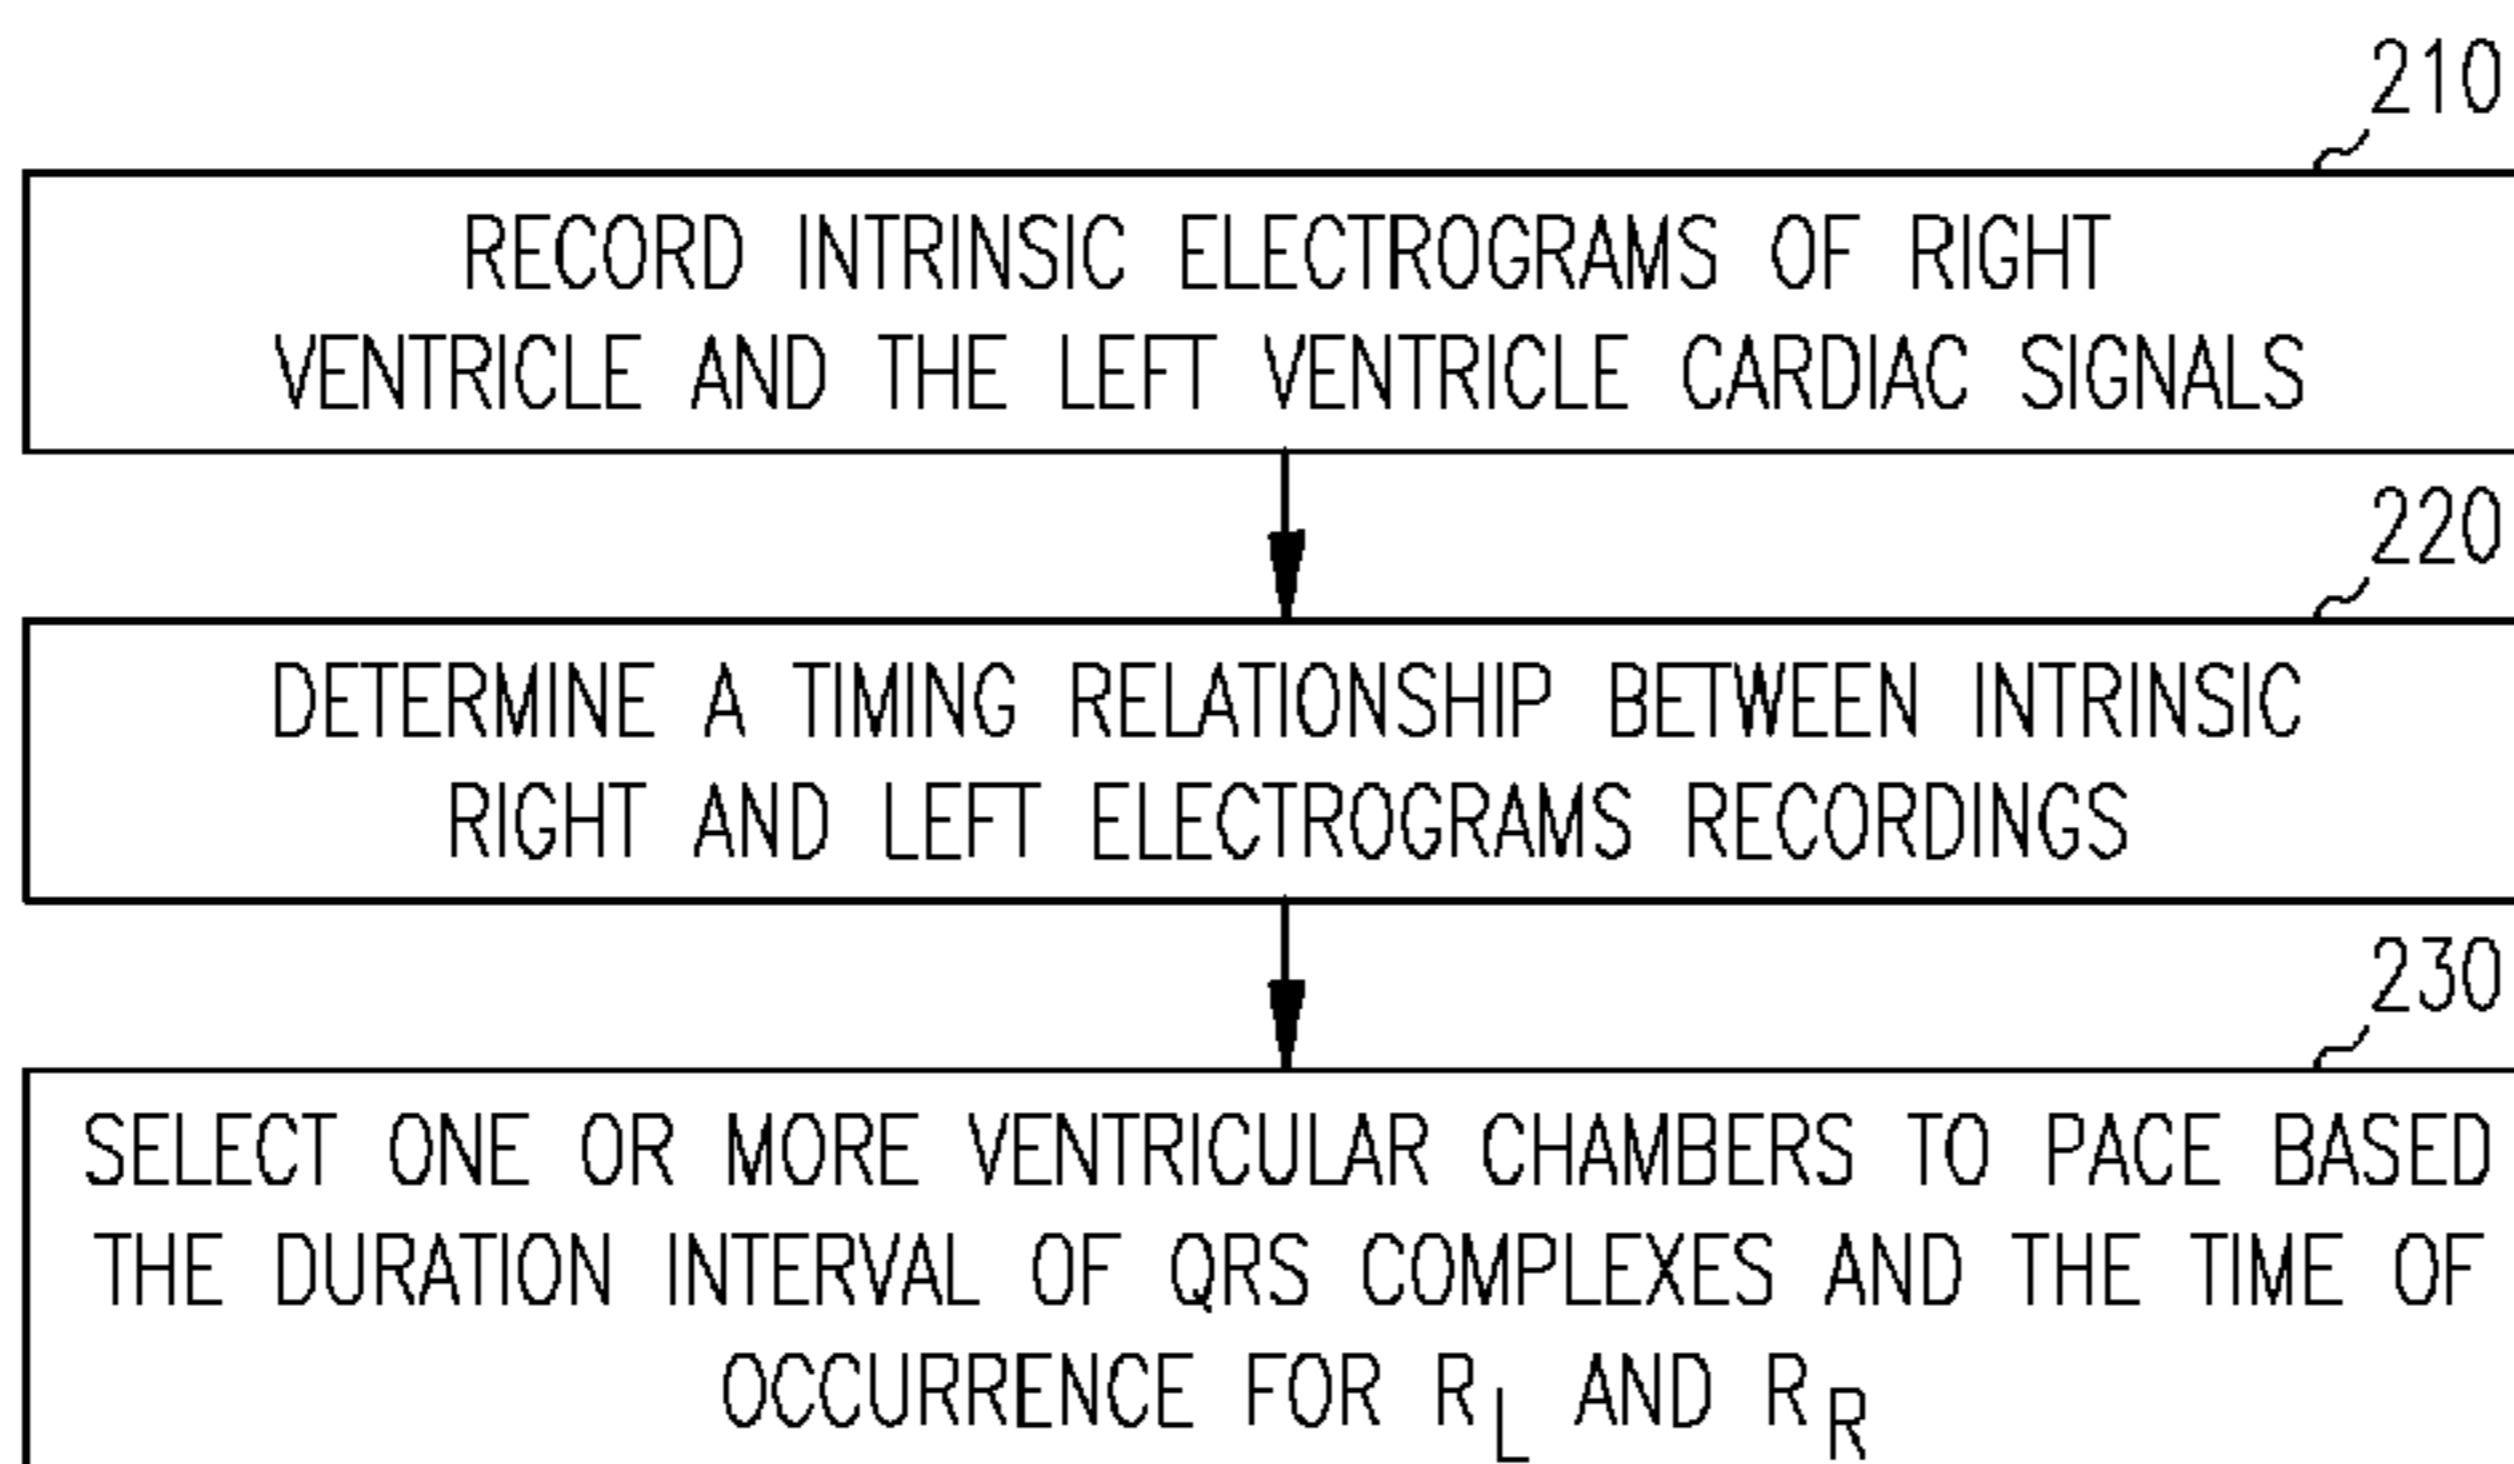 210
RECORD INTRINSIC ELECTROGRAMS OF RIGHT
VENTRICLE AND THE LEFT VENTRICLE CARDIAC SIGNALS
220
DETERMINE A TIMING RELATIONSHIP BETWEEN INTRINSIC
RIGHT AND LEFT ELECTROGRAMS RECORDINGS
230
SELECT ONE OR MORE VENTRICULAR CHAMBERS TO PACE BASED
THE DURATION INTERVAL OF QRS COMPLEXES AND THE TIME OF
OCCURRENCE FOR R_L AND R_R